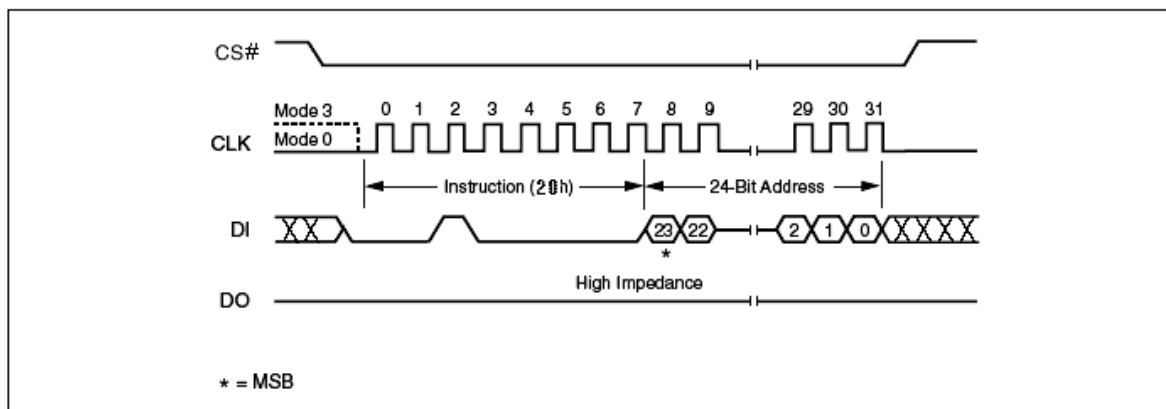 CS#
Mode 3 0 1 2 3 4 5 6 7 8 9 29 30 31
CLK Mode 0
Instruction (20h) 24-Bit Address
DI 23 22 2 1 0
*
High Impedance
DO
* = MSB